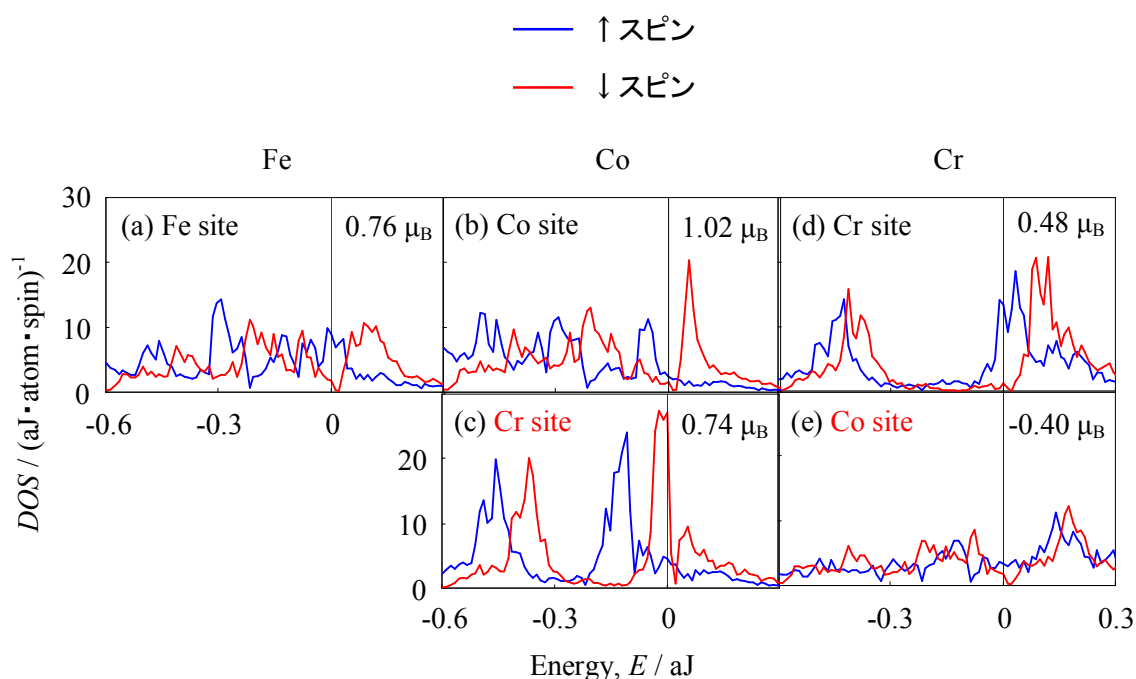 ↑スピン
↓スピン
Fe Co Cr
30
20
10
0
(a) Fe site 0.76 μB
(b) Co site 1.02 μB
(d) Cr site 0.48 μB
-0.6 -0.3 0
20
10
0
(c) Cr site 0.74 μB
(e) Co site -0.40 μB
-0.6 -0.3 0 -0.3 0 0.3
DOS / (aJ・atom・spin)-1
Energy, E / aJ